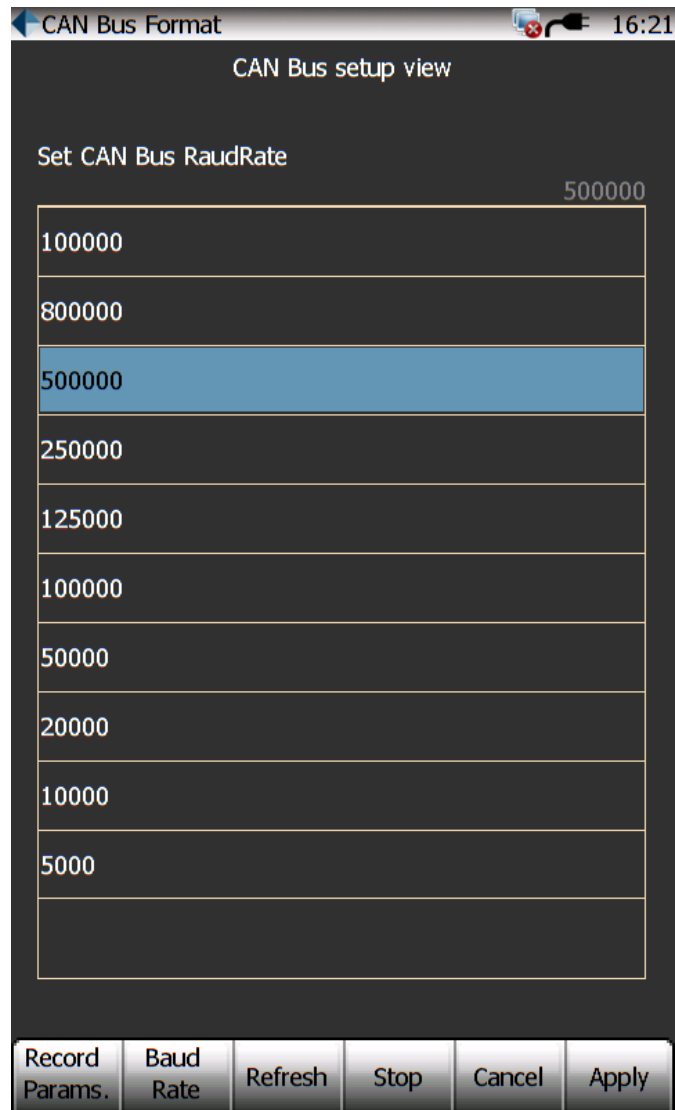 CAN Bus Format 16:21
CAN Bus setup view
Set CAN Bus RaudRate
500000
100000
800000
500000
250000
125000
100000
50000
20000
10000
5000
Record Params. Baud Rate Refresh Stop Cancel Apply